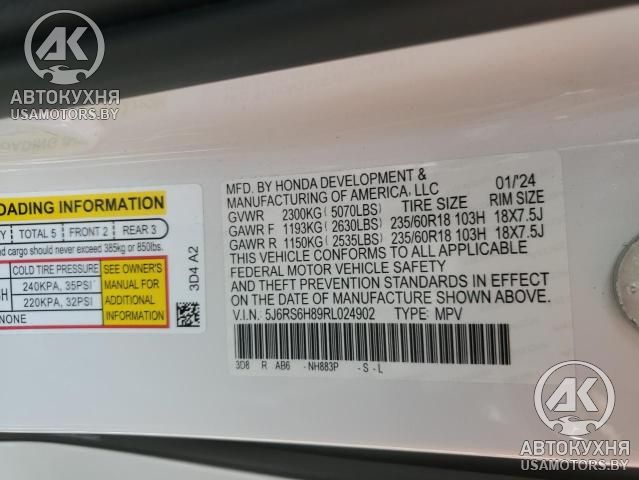 АВТОКУХНЯ
USAMOTORS.BY
АВТОКУХНЯ
USAMOTORS.BY
MFD. BY HONDA DEVELOPMENT &
MANUFACTURING OF AMERICA, LLC 01/'24
GVWR 2300KG (5070LBS) TIRE SIZE RIM SIZE
GAWR F 1193KG (2630LBS) 235/60R18 103H 18X7.5J
GAWR R 1150KG (2535LBS) 235/60R18 103H 18X7.5J
THIS VEHICLE CONFORMS TO ALL APPLICABLE
FEDERAL MOTOR VEHICLE SAFETY
AND THEFT PREVENTION STANDARDS IN EFFECT
ON THE DATE OF MANUFACTURE SHOWN ABOVE.
V.I.N. 5J6RS6H89RL024902 TYPE: MPV
3D8 R AB6 -NH883P -S-L
OADING INFORMATION
TOTAL 5 FRONT 2 REAR 3
and cargo should never exceed 385kg or 850lbs.
COLD TIRE PRESSURE SEE OWNER'S
240KPA, 35PSI MANUAL FOR
220KPA, 32PSI ADDITIONAL
NONE INFORMATION
3D4 A2
АВТОКУХНЯ
USAMOTORS.BY